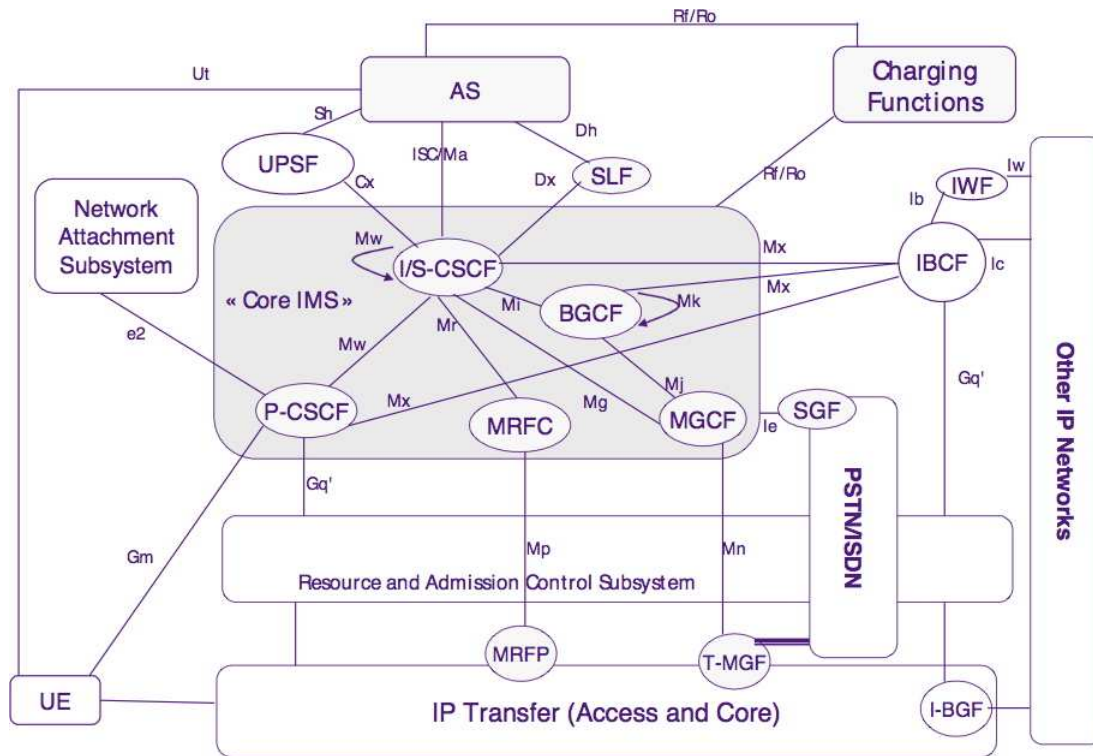 Rf/Ro
Ut
AS
Charging
Functions
Sh
Dh
UPSF
ISC/Ma
SLF
Cx
Dx
Rf/Ro
Iw
IWF
Ib
Network
Attachment
Subsystem
Mw
I/S-CSCF
Mx
IBCF
Ic
« Core IMS »
Mi
BGCF
Mk
Mx
e2
Mw
Mr
Other IP Networks
Gq'
P-CSCF
Mx
MRFC
Mg
Mj
MGCF
Ie
SGF
Gq'
PSTN/ISDN
Gm
Mp
Mn
Resource and Admission Control Subsystem
MRFP
T-MGF
UE
IP Transfer (Access and Core)
I-BGF